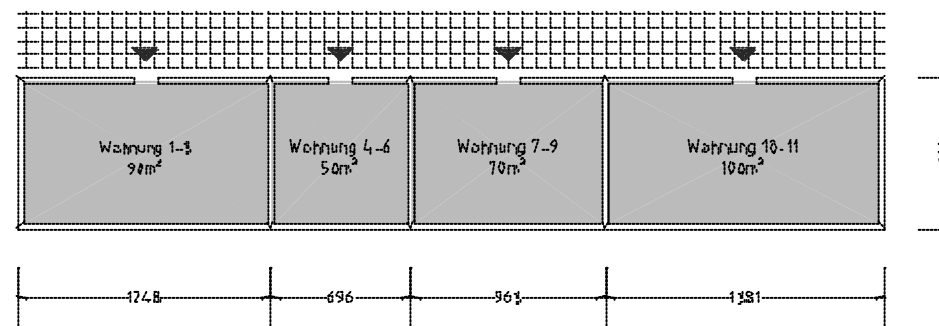 Wohnung 1-3
90m²
Wohnung 4-6
50m²
Wohnung 7-9
70m²
Wohnung 10-11
100m²
1248
696
963
1381